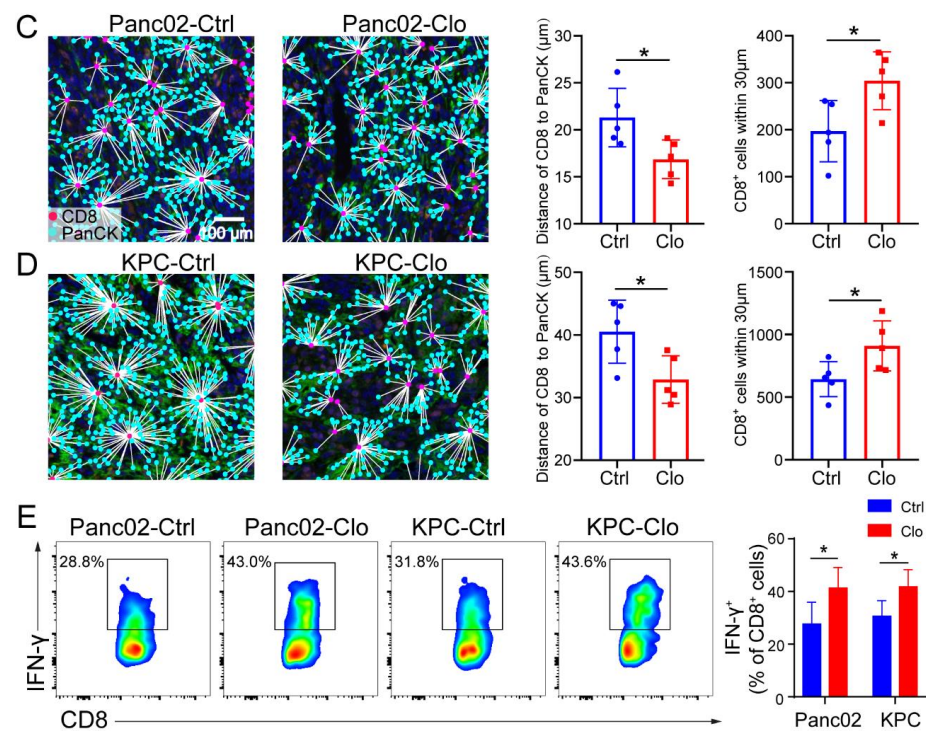 C
Panc02-Ctrl
Panc02-Clo
CD8
PanCK
100 µm
Distance of CD8 to PanCK (µm)
30
25
20
15
10
*
Ctrl
Clo
CD8⁺ cells within 30µm
400
300
200
100
0
*
Ctrl
Clo
D
KPC-Ctrl
KPC-Clo
Distance of CD8 to PanCK (µm)
50
40
30
20
*
Ctrl
Clo
CD8⁺ cells within 30µm
1500
1000
500
0
*
Ctrl
Clo
E
Panc02-Ctrl
Panc02-Clo
KPC-Ctrl
KPC-Clo
28.8%
43.0%
31.8%
43.6%
IFN-γ
CD8
Ctrl
Clo
IFN-γ⁺
(% of CD8⁺ cells)
60
40
20
0
*
*
Panc02
KPC